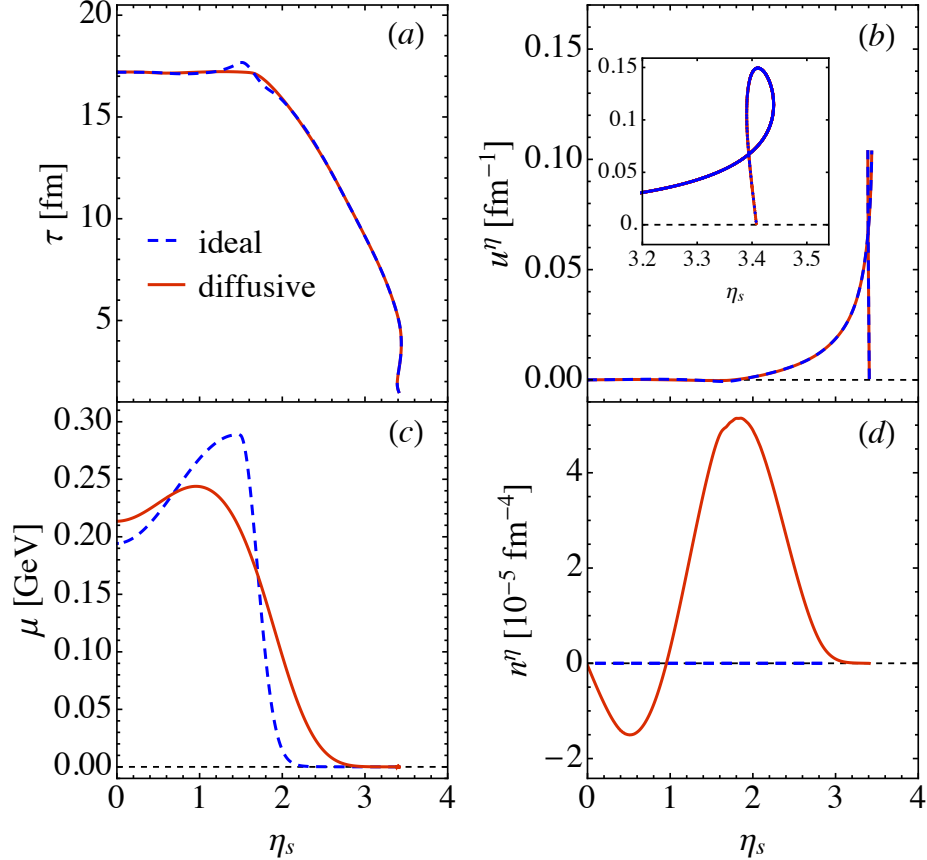 (a)
20
15
10
5
τ [fm]
ideal
diffusive
(b)
0.15
0.10
0.05
0.00
u^η [fm⁻¹]
0.15
0.1
0.05
0
3.2 3.3 3.4 3.5
η_s
(c)
0.30
0.25
0.20
0.15
0.10
0.05
0.00
μ [GeV]
0 1 2 3 4
η_s
(d)
4
2
0
−2
n^η [10⁻⁵ fm⁻⁴]
0 1 2 3 4
η_s